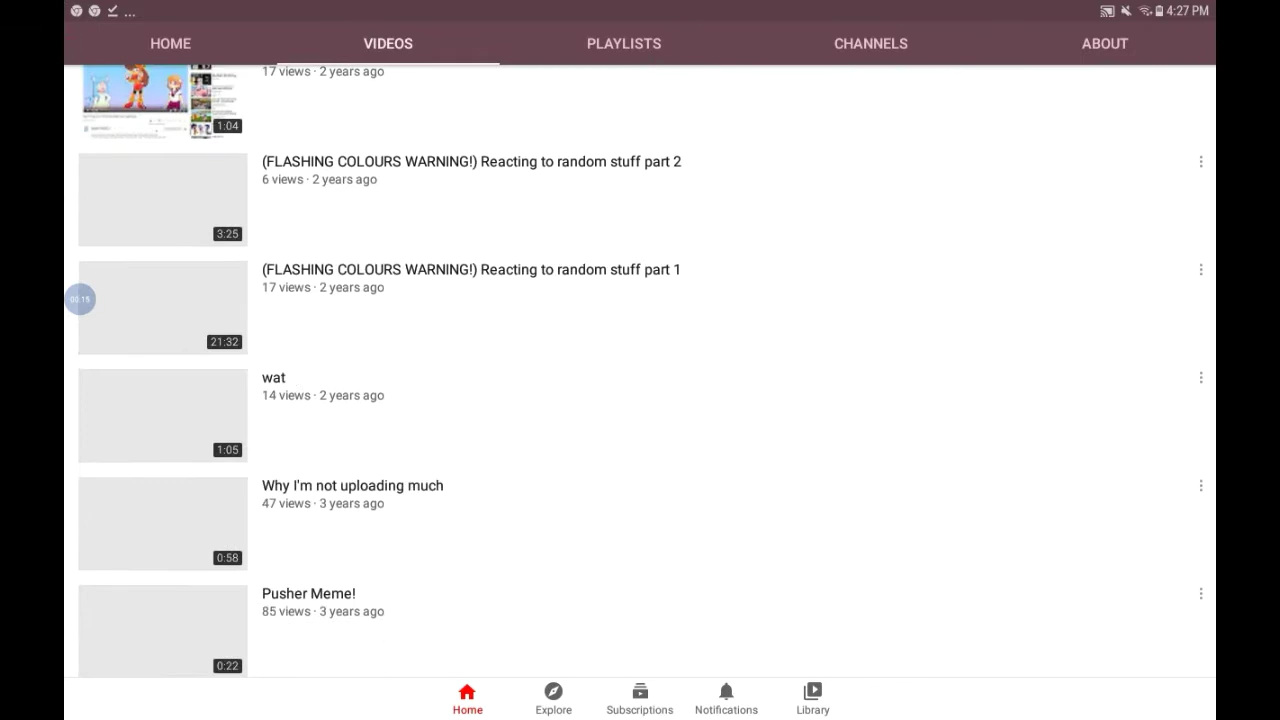 ... 4:27 PM
HOME VIDEOS PLAYLISTS CHANNELS ABOUT
17 views · 2 years ago
1:04
(FLASHING COLOURS WARNING!) Reacting to random stuff part 2
6 views · 2 years ago
3:25
(FLASHING COLOURS WARNING!) Reacting to random stuff part 1
17 views · 2 years ago
00:15
21:32
wat
14 views · 2 years ago
1:05
Why I'm not uploading much
47 views · 3 years ago
0:58
Pusher Meme!
85 views · 3 years ago
0:22
Home Explore Subscriptions Notifications Library